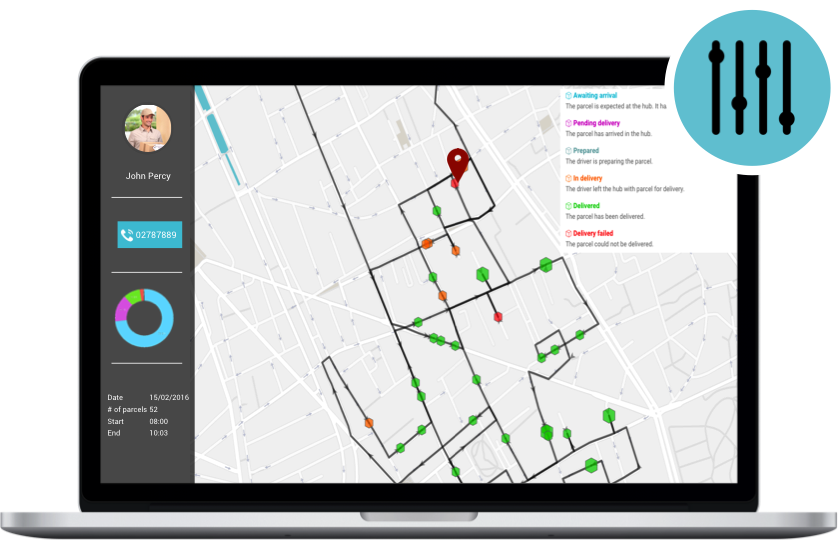 John Percy
02787889
Date 15/02/2016
# of parcels 52
Start 08:00
End 10:03
Awaiting arrival
The parcel is expected at the hub. It ha
Pending delivery
The parcel has arrived in the hub.
Prepared
The driver is preparing the parcel.
In delivery
The driver left the hub with parcel for delivery.
Delivered
The parcel has been delivered.
Delivery failed
The parcel could not be delivered.